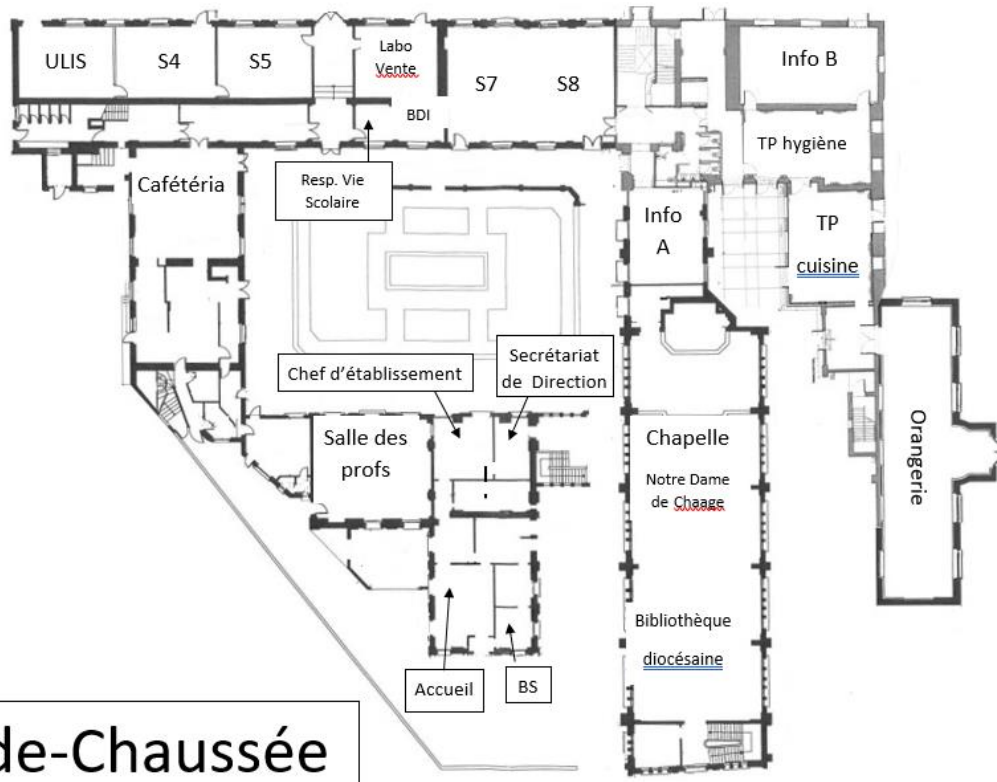 ULIS
S4
S5
Labo
Vente
BDI
S7
S8
Info B
TP hygiène
Cafétéria
Resp. Vie
Scolaire
Info
A
TP
cuisine
Chef d’établissement
Secrétariat
de Direction
Salle des
profs
Chapelle
Notre Dame
de Chaage
Orangerie
Bibliothèque
diocésaine
Accueil
BS
de-Chaussée